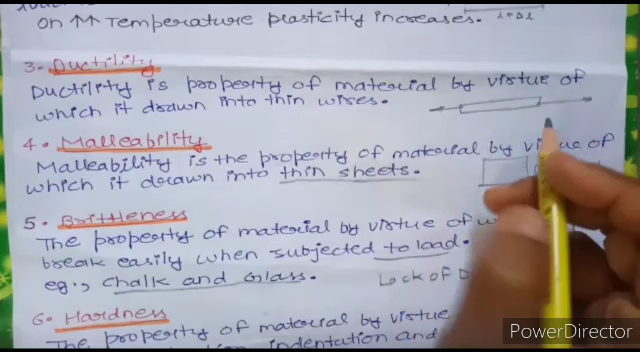 on ↑↑ Temperature plasticity increases.
l+Δl
3. Ductility
Ductility is property of material by virtue of
which it drawn into thin wires.
4. Malleability
Malleability is the property of material by virtue of
which it drawn into thin sheets.
5. Brittleness
The property of material by virtue of
break easily when subjected to load.
eg., chalk and Glass.
Lack of D
6. Hardness
The property of material by virtue
indentation and
PowerDirector